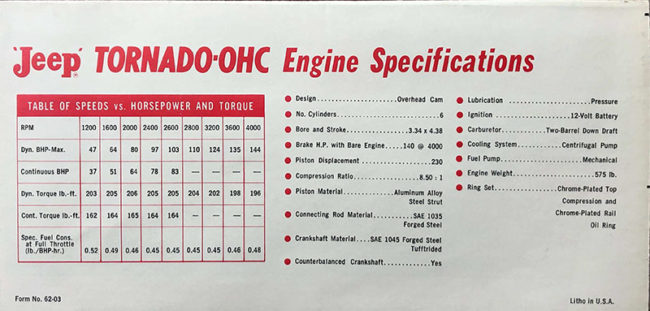 'Jeep' TORNADO-OHC Engine Specifications
TABLE OF SPEEDS vs. HORSEPOWER AND TORQUE
RPM 1200 1600 2000 2400 2600 2800 3200 3600 4000
Dyn. BHP-Max. 47 64 80 97 103 110 124 135 144
Continuous BHP 37 51 64 78 83 — — — —
Dyn. Torque lb.-ft. 203 205 206 205 205 204 202 198 196
Cont. Torque lb.-ft. 162 164 165 164 164 — — — —
Spec. Fuel Cons.
at Full Throttle
(lb./BHP-hr.) 0.52 0.49 0.46 0.45 0.45 0.45 0.45 0.46 0.48
Design....................Overhead Cam
No. Cylinders..........................6
Bore and Stroke................3.34 x 4.38
Brake H.P. with Bare Engine.....140 @ 4000
Piston Displacement ...................230
Compression Ratio..................8.50 : 1
Piston Material...............Aluminum Alloy
Steel Strut
Connecting Rod Material............SAE 1035
Forged Steel
Crankshaft Material....SAE 1045 Forged Steel
Tufftrided
Counterbalanced Crankshaft............Yes
Lubrication ........................Pressure
Ignition ......................12-Volt Battery
Carburetor............Two-Barrel Down Draft
Cooling System.............Centrifugal Pump
Fuel Pump.....................Mechanical
Engine Weight.......................575 lb.
Ring Set..................Chrome-Plated Top
Compression and
Chrome-Plated Rail
Oil Ring
Form No. 62-03
Litho in U.S.A.